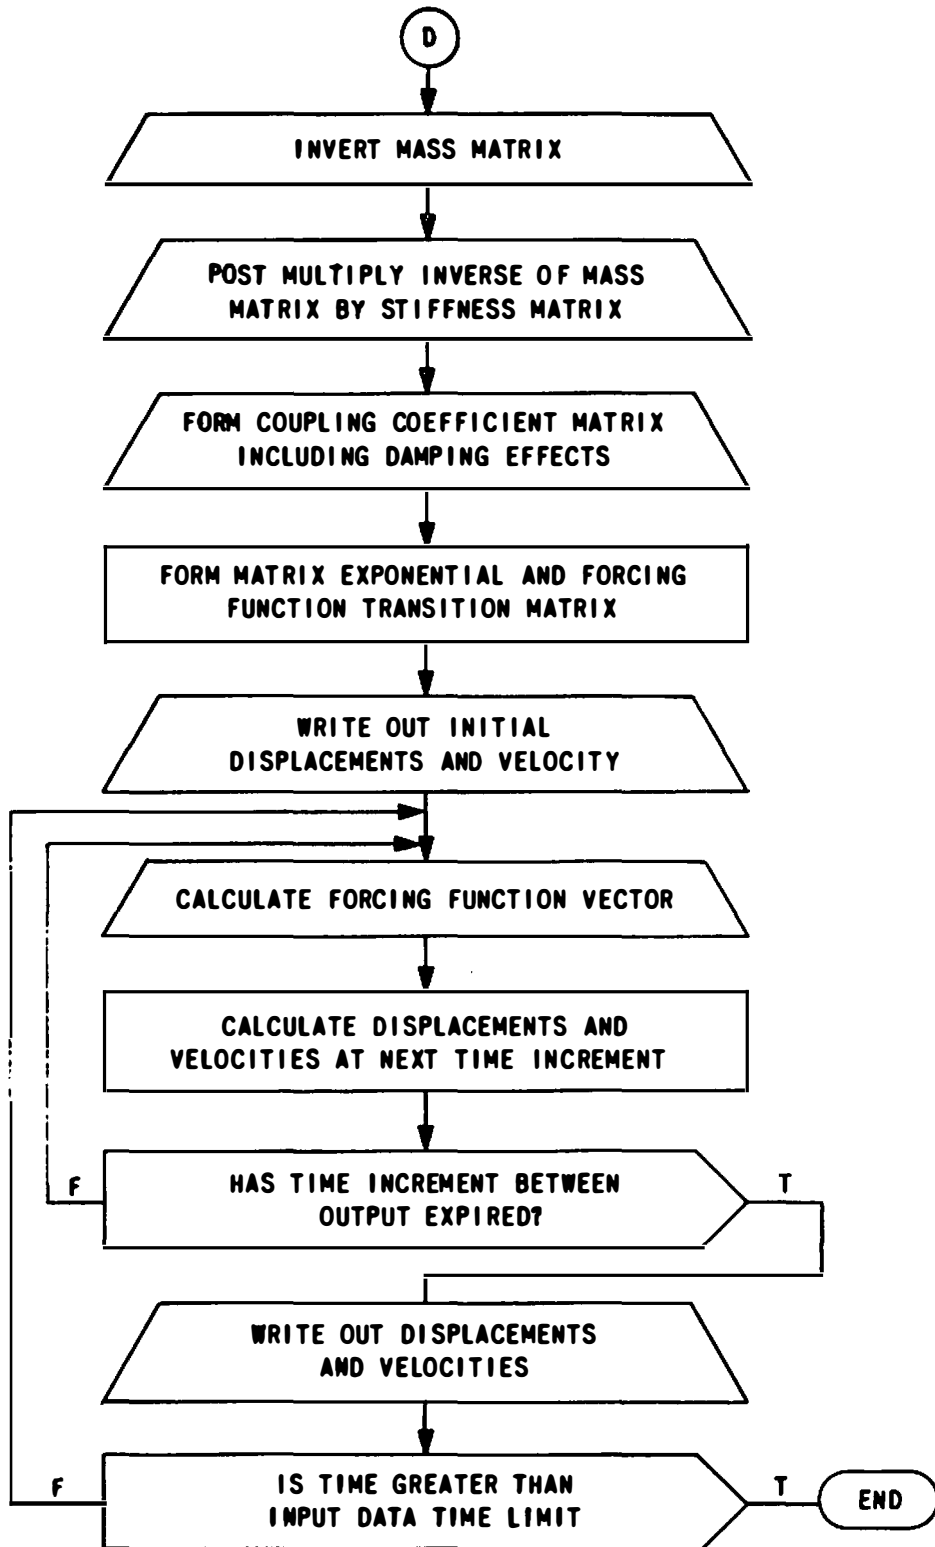 D
INVERT MASS MATRIX
POST MULTIPLY INVERSE OF MASS
MATRIX BY STIFFNESS MATRIX
FORM COUPLING COEFFICIENT MATRIX
INCLUDING DAMPING EFFECTS
FORM MATRIX EXPONENTIAL AND FORCING
FUNCTION TRANSITION MATRIX
WRITE OUT INITIAL
DISPLACEMENTS AND VELOCITY
CALCULATE FORCING FUNCTION VECTOR
CALCULATE DISPLACEMENTS AND
VELOCITIES AT NEXT TIME INCREMENT
F
HAS TIME INCREMENT BETWEEN
OUTPUT EXPIRED?
T
WRITE OUT DISPLACEMENTS
AND VELOCITIES
F
IS TIME GREATER THAN
INPUT DATA TIME LIMIT
T
END